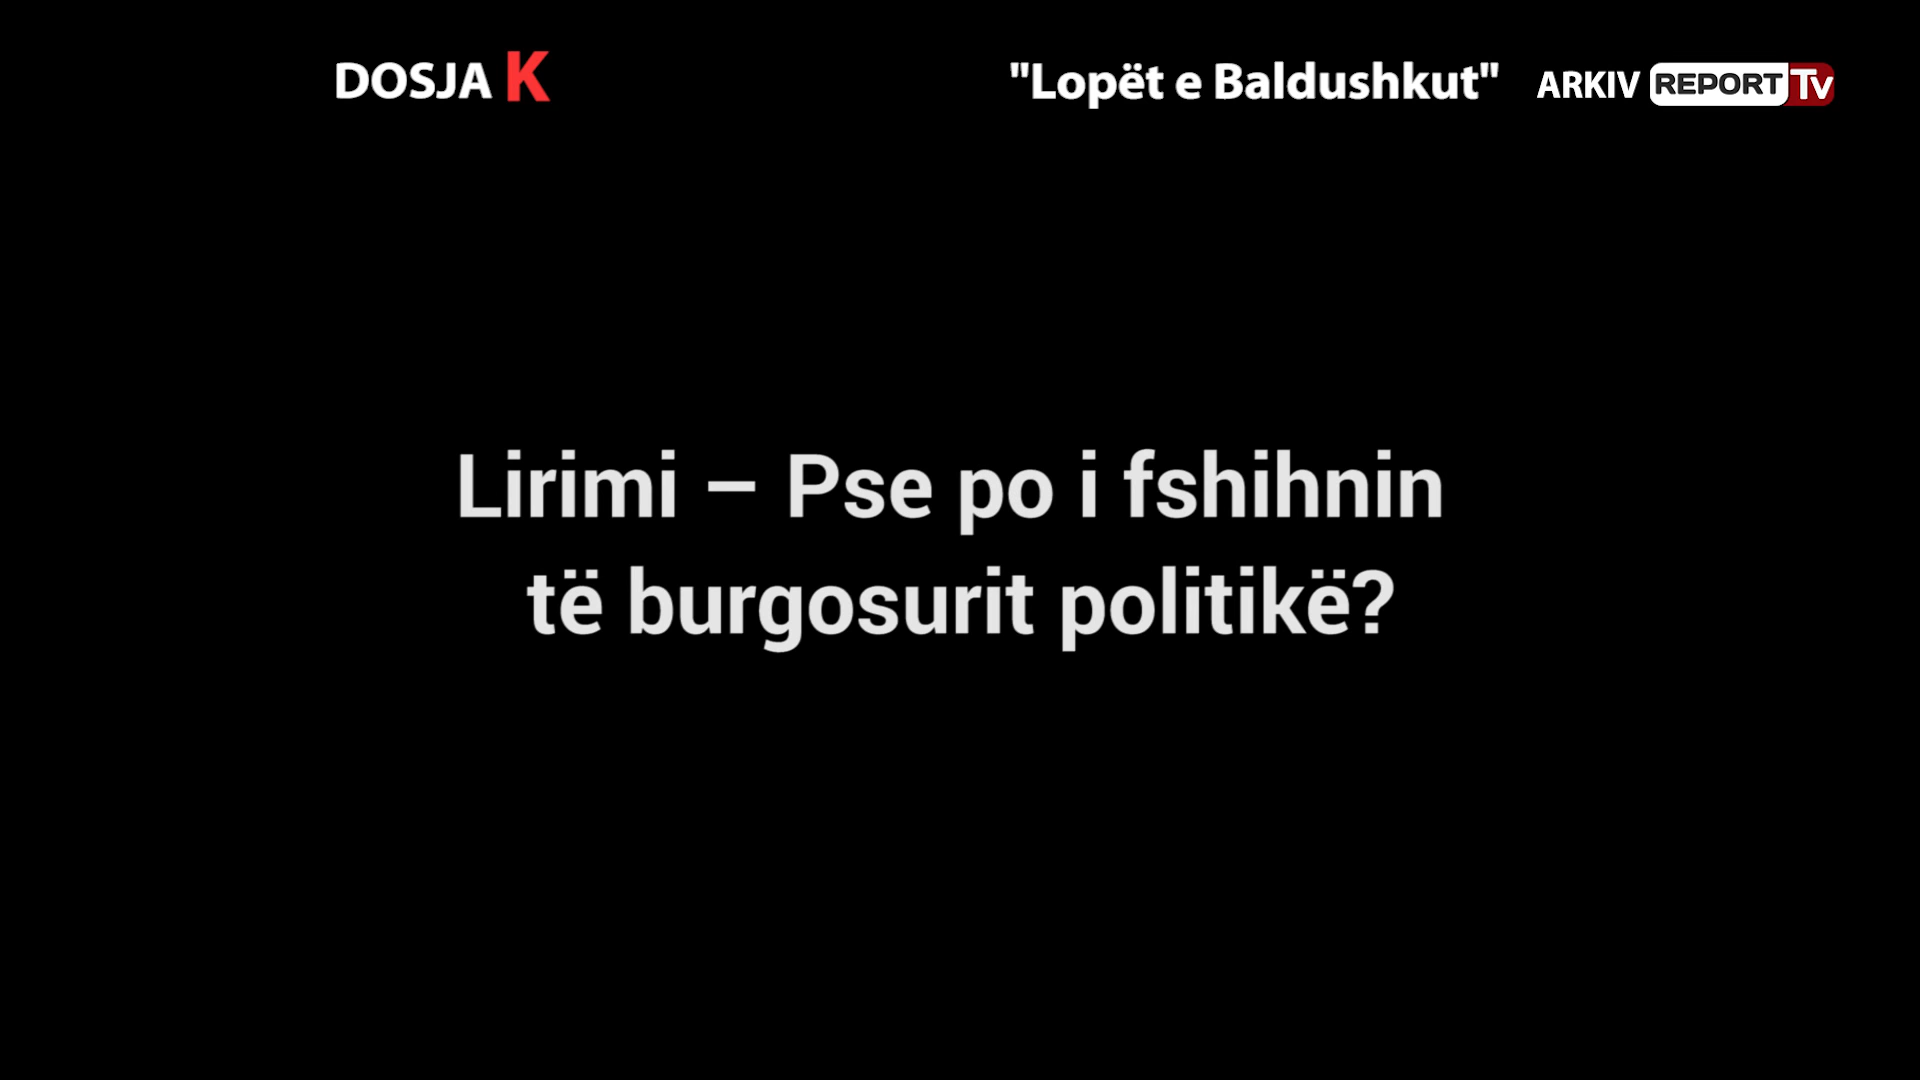 DOSJA K
"Lopët e Baldushkut"
ARKIV REPORT Tv
Lirimi – Pse po i fshihnin
të burgosurit politikë?